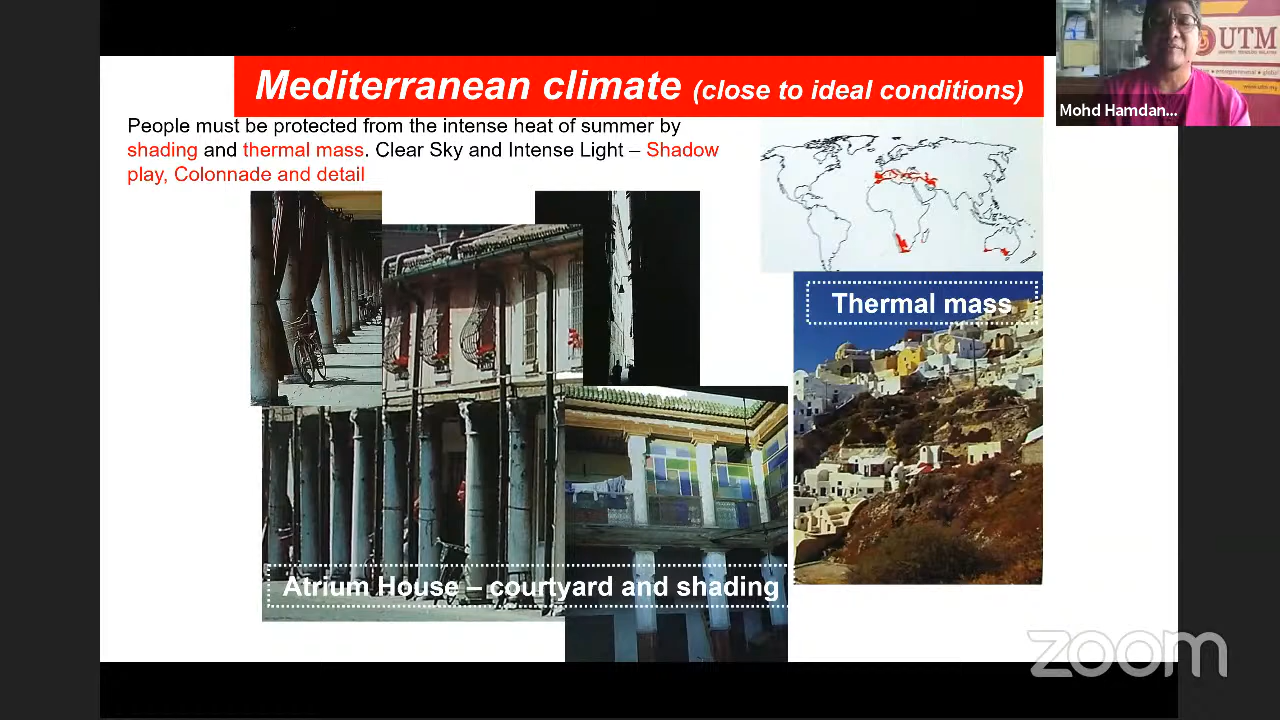 Mediterranean climate (close to ideal conditions)
People must be protected from the intense heat of summer by
shading and thermal mass. Clear Sky and Intense Light – Shadow
play, Colonnade and detail
Thermal mass
Atrium House – courtyard and shading
UTM
Mohd Hamdan...
zoom